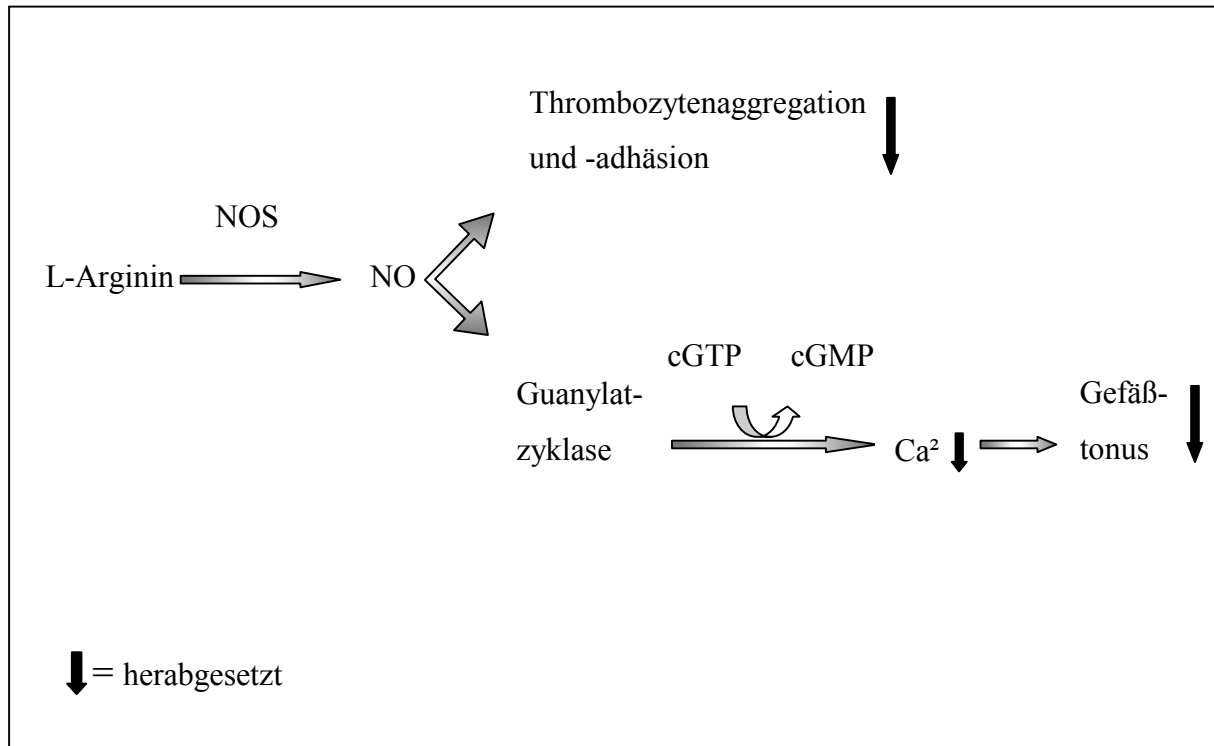 Thrombozytenaggregation
und -adhäsion
NOS
L-Arginin
NO
cGTP
cGMP
Guanylat-
zyklase
Ca²
Gefäß-
tonus
= herabgesetzt